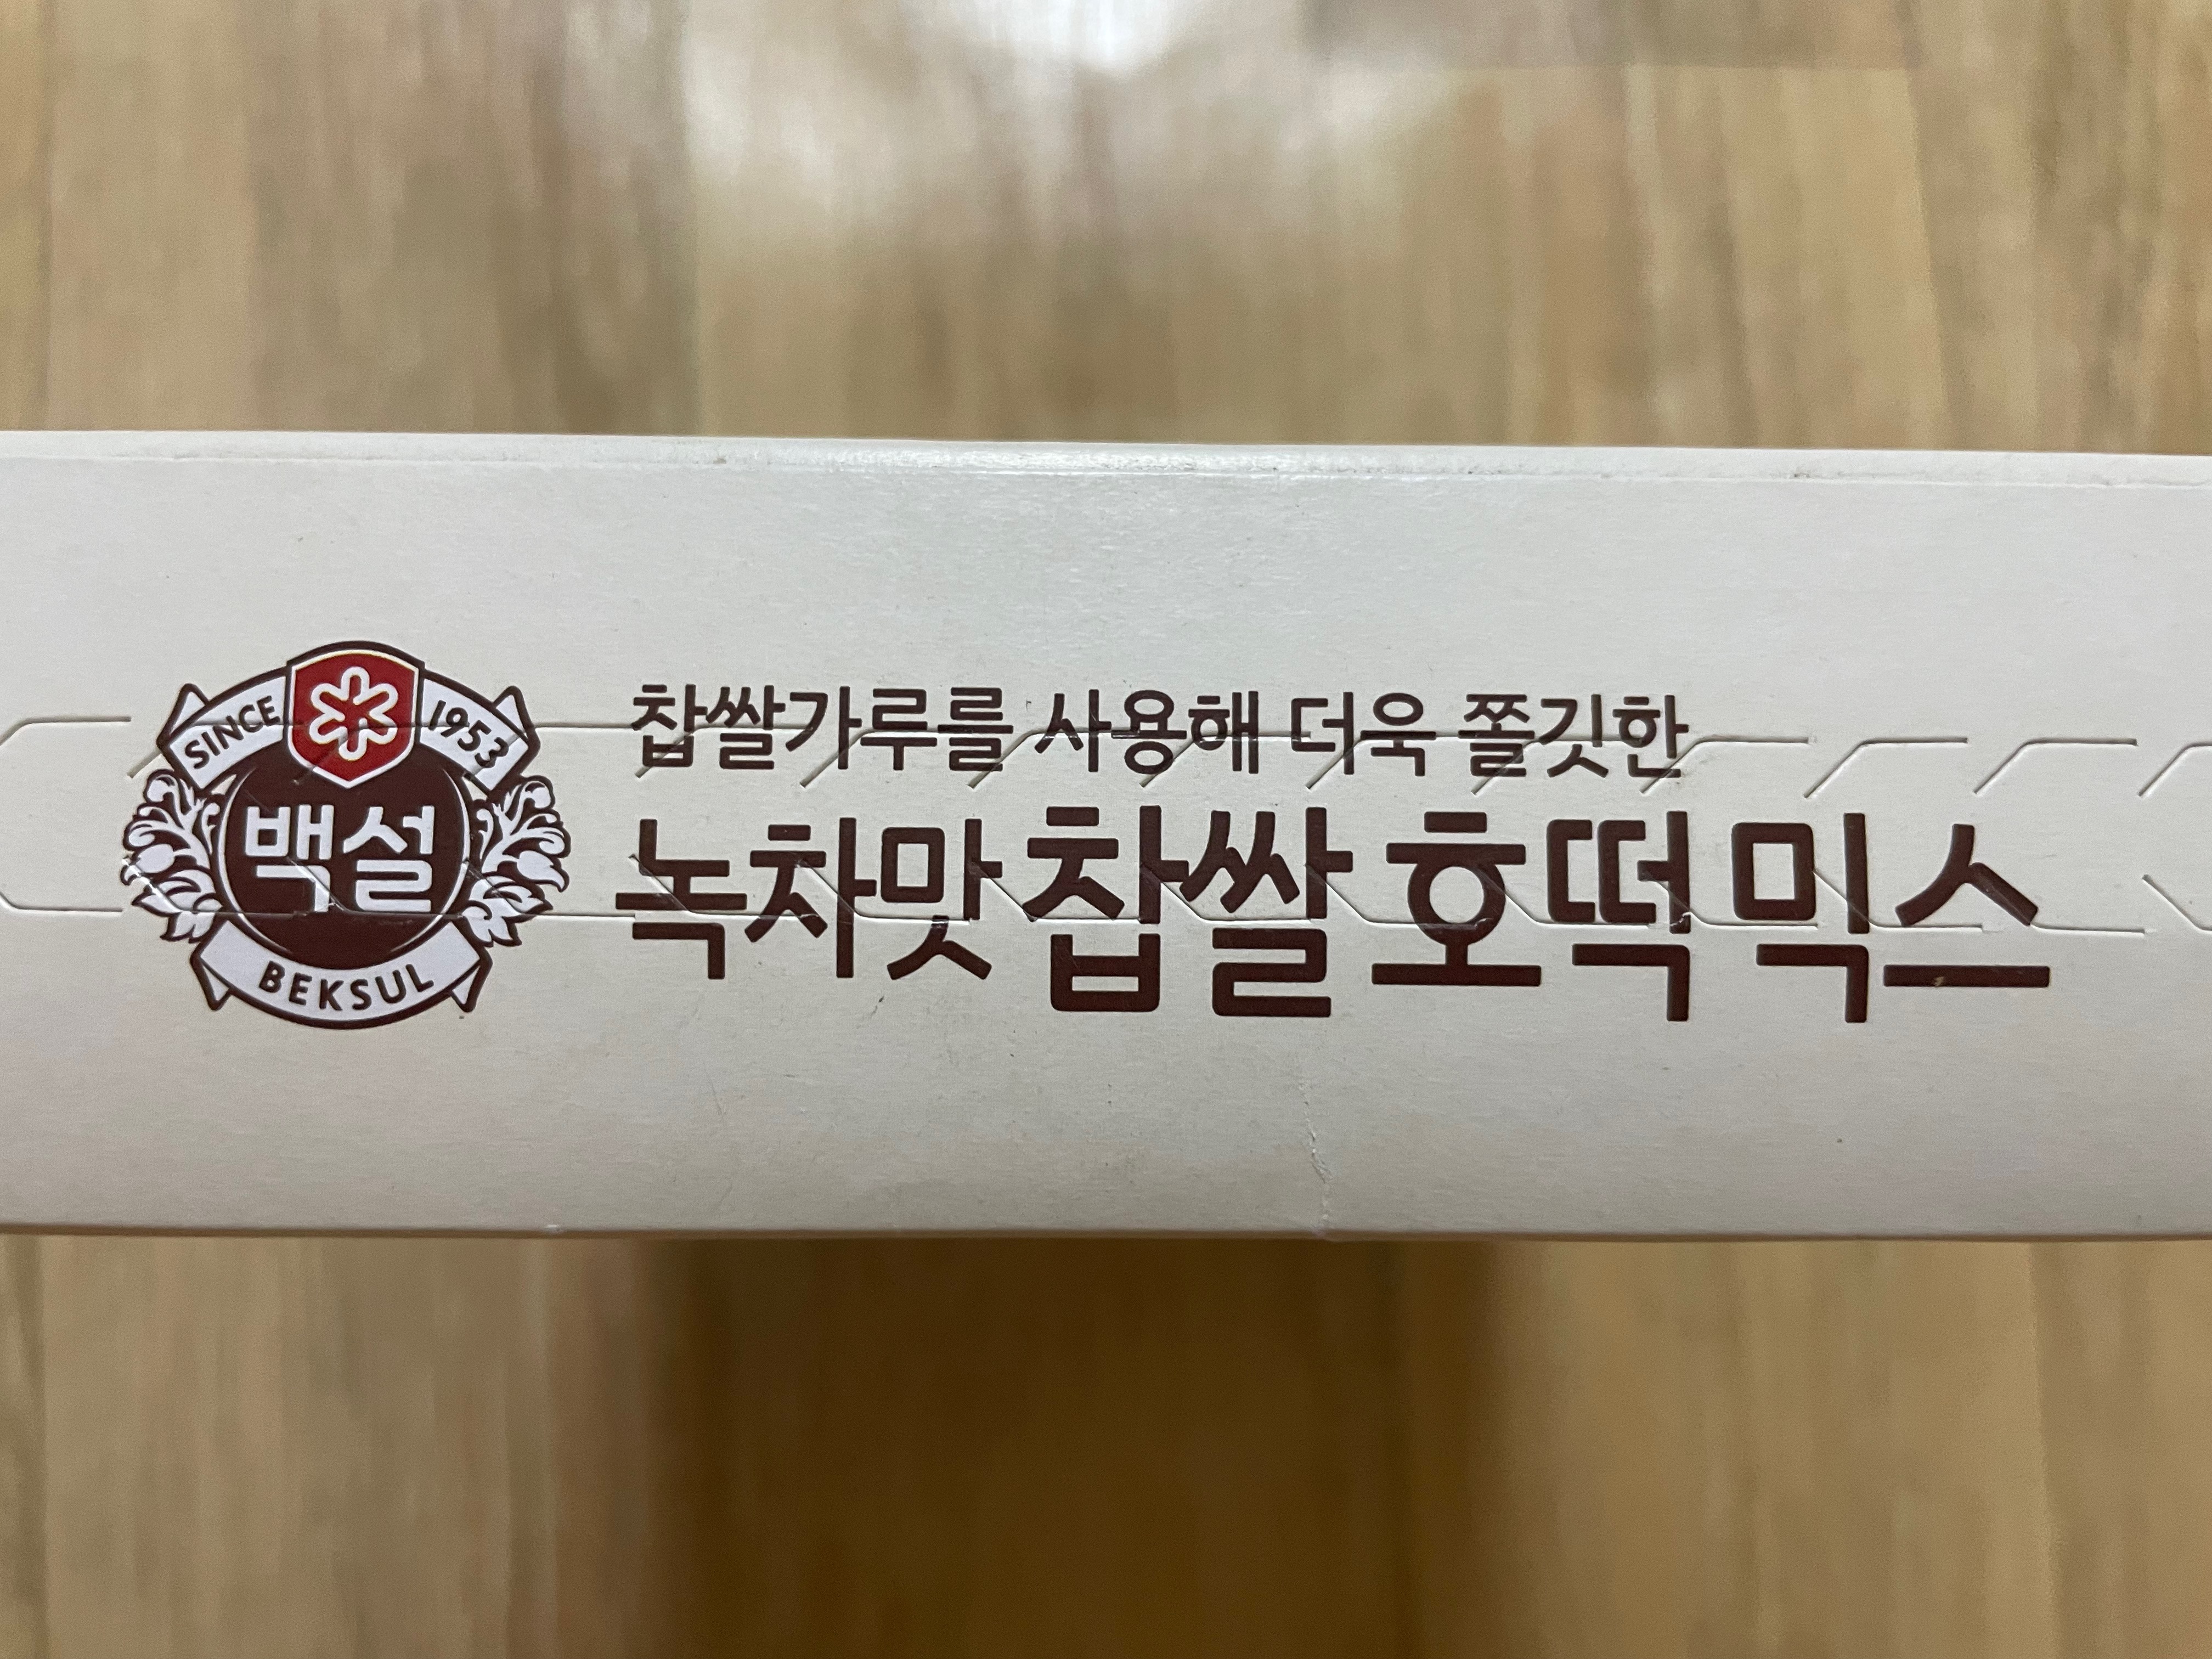 SINCE 1953
백설
BEKSUL
찹쌀가루를 사용해 더욱 쫄깃한
녹차맛 찹쌀호떡믹스